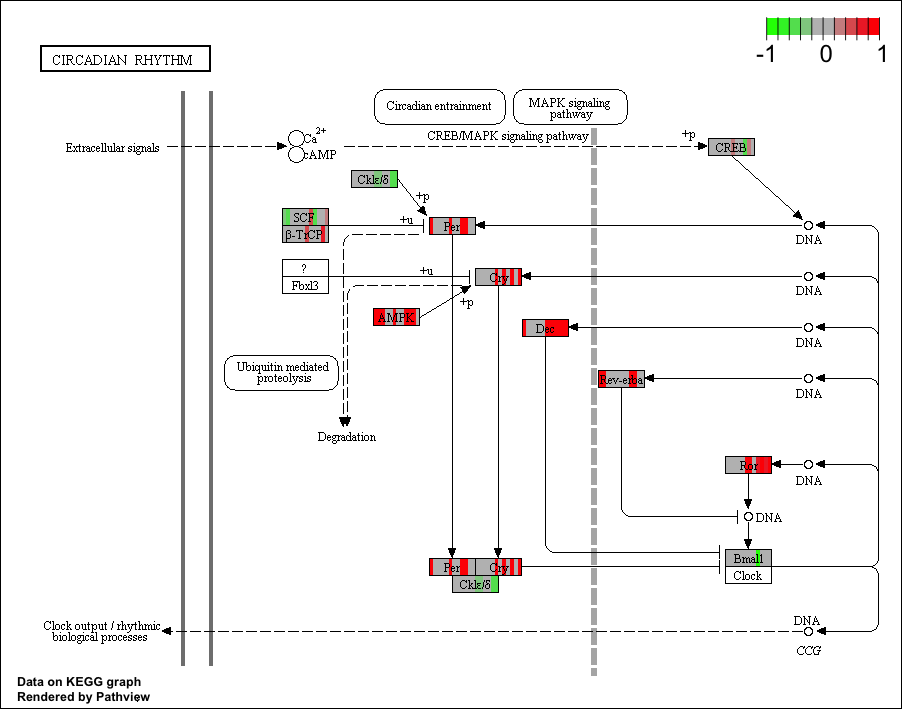 -1 0 1
CIRCADIAN RHYTHM
Circadian entrainment
MAPK signaling
pathway
Extracellular signals
Ca 2+
cAMP
CREB/MAPK signaling pathway
+p
CREB
CkIε/δ
+p
SCF
β-TrCP
+u
Per
DNA
?
Fbxl3
+u
Cry
DNA
+p
AMPK
Dec
DNA
Ubiquitin mediated
proteolysis
Rev-erbα
DNA
Degradation
Ror
DNA
DNA
Per
Cry
CkIε/δ
Bmal1
Clock
Clock output / rhythmic
biological processes
DNA
CCG
Data on KEGG graph
Rendered by Pathview